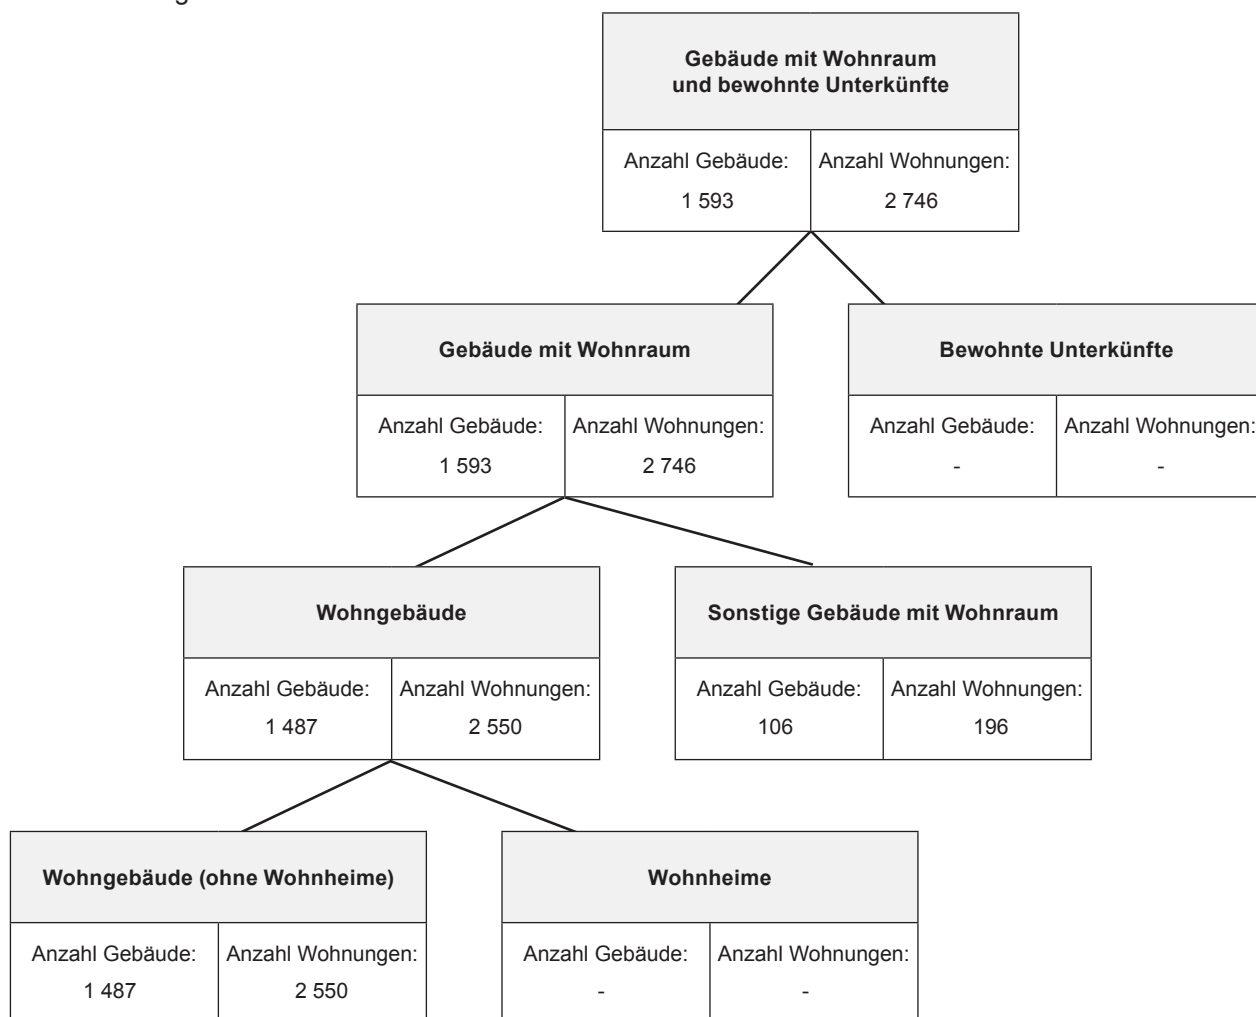 Gebäude mit Wohnraum
und bewohnte Unterkünfte
Anzahl Gebäude:
1 593
Anzahl Wohnungen:
2 746
Gebäude mit Wohnraum
Anzahl Gebäude:
1 593
Anzahl Wohnungen:
2 746
Bewohnte Unterkünfte
Anzahl Gebäude:
-
Anzahl Wohnungen:
-
Wohngebäude
Anzahl Gebäude:
1 487
Anzahl Wohnungen:
2 550
Sonstige Gebäude mit Wohnraum
Anzahl Gebäude:
106
Anzahl Wohnungen:
196
Wohngebäude (ohne Wohnheime)
Anzahl Gebäude:
1 487
Anzahl Wohnungen:
2 550
Wohnheime
Anzahl Gebäude:
-
Anzahl Wohnungen:
-